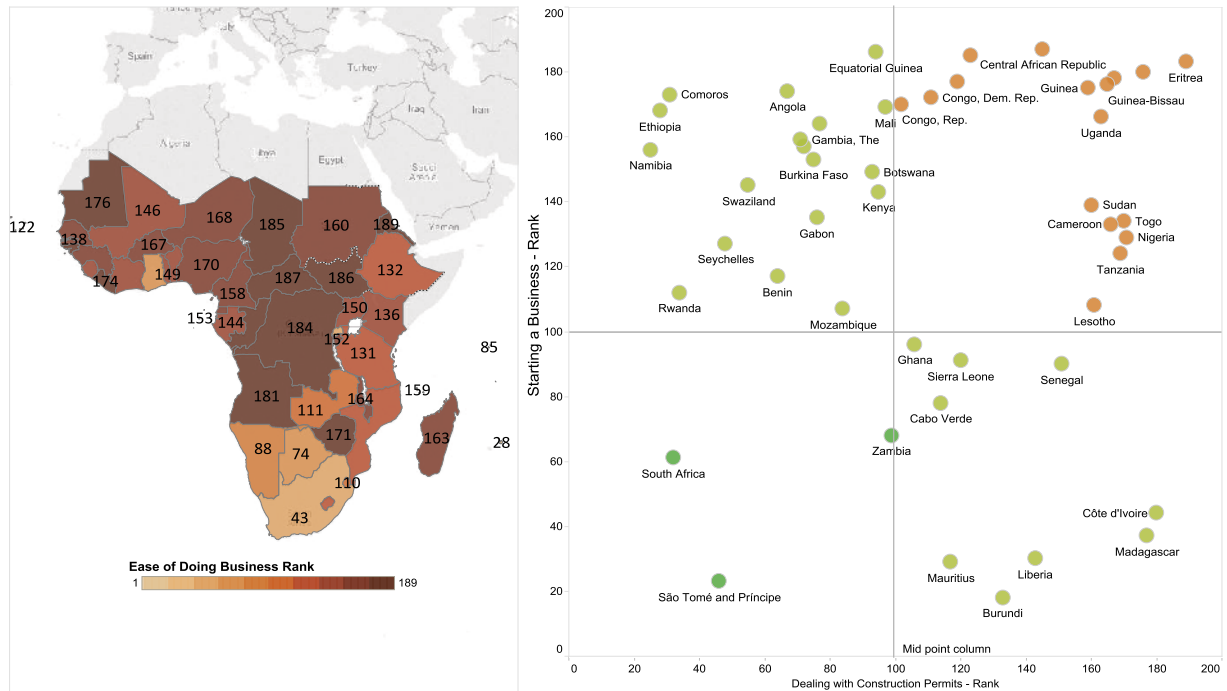 France
Italy
Spain
Turkey
Algeria
Libya
Egypt
Iraq
Iran
Saudi
Arabia
Yemen
122
176
146
168
185
160
189
138
167
149
174
170
187
186
132
158
153
144
184
150
136
152
131
85
159
181
111
164
171
163
28
88
74
110
43
Ease of Doing Business Rank
1
189
Starting a Business - Rank
200
180
160
140
120
100
80
60
40
20
0
Equatorial Guinea
Central African Republic
Eritrea
Comoros
Angola
Guinea
Guinea-Bissau
Congo, Dem. Rep.
Ethiopia
Mali
Congo, Rep.
Uganda
Gambia, The
Namibia
Burkina Faso
Botswana
Swaziland
Kenya
Sudan
Gabon
Cameroon
Togo
Nigeria
Seychelles
Tanzania
Benin
Rwanda
Mozambique
Lesotho
Ghana
Sierra Leone
Senegal
Cabo Verde
Zambia
South Africa
Côte d'Ivoire
Madagascar
Mauritius
Liberia
São Tomé and Príncipe
Burundi
Mid point column
0
20
40
60
80
100
120
140
160
180
200
Dealing with Construction Permits - Rank